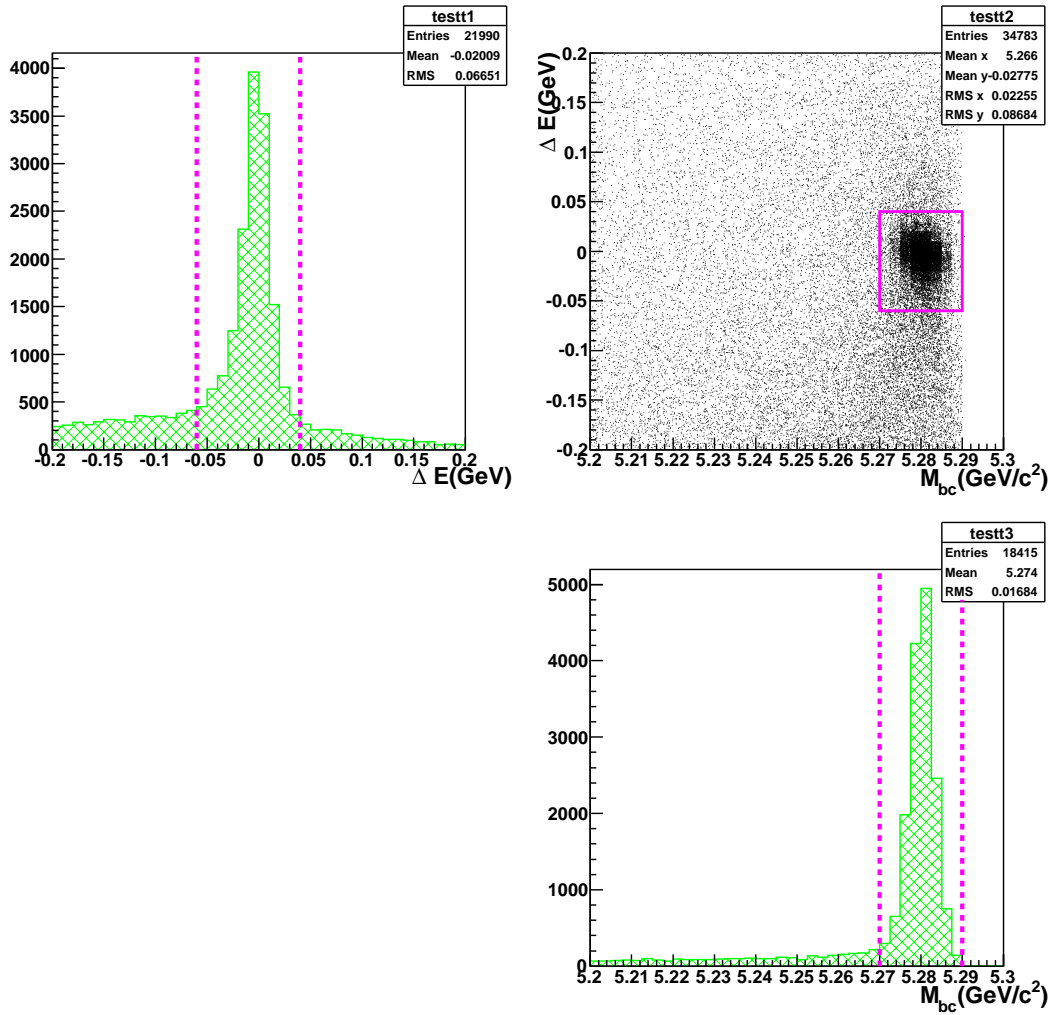 testt1
Entries 21990
Mean -0.02009
RMS 0.06651
4000
3500
3000
2500
2000
1500
1000
500
0
-0.2 -0.15 -0.1 -0.05 0 0.05 0.1 0.15 0.2
Δ E(GeV)
testt2
Entries 34783
Mean x 5.266
Mean y -0.02775
RMS x 0.02255
RMS y 0.08684
Δ E(GeV)
0.2
0.15
0.1
0.05
0
-0.05
-0.1
-0.15
-0.2
5.2 5.21 5.22 5.23 5.24 5.25 5.26 5.27 5.28 5.29 5.3
M_bc(GeV/c²)
testt3
Entries 18415
Mean 5.274
RMS 0.01684
5000
4000
3000
2000
1000
0
5.2 5.21 5.22 5.23 5.24 5.25 5.26 5.27 5.28 5.29 5.3
M_bc(GeV/c²)